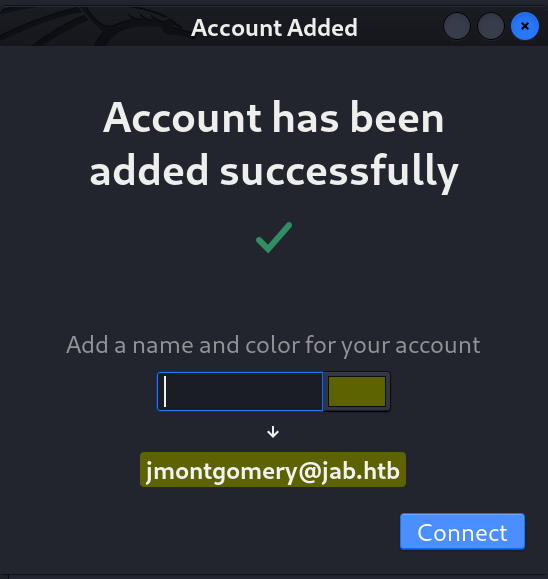 Account Added
Account has been
added successfully
Add a name and color for your account
jmontgomery@jab.htb
Connect